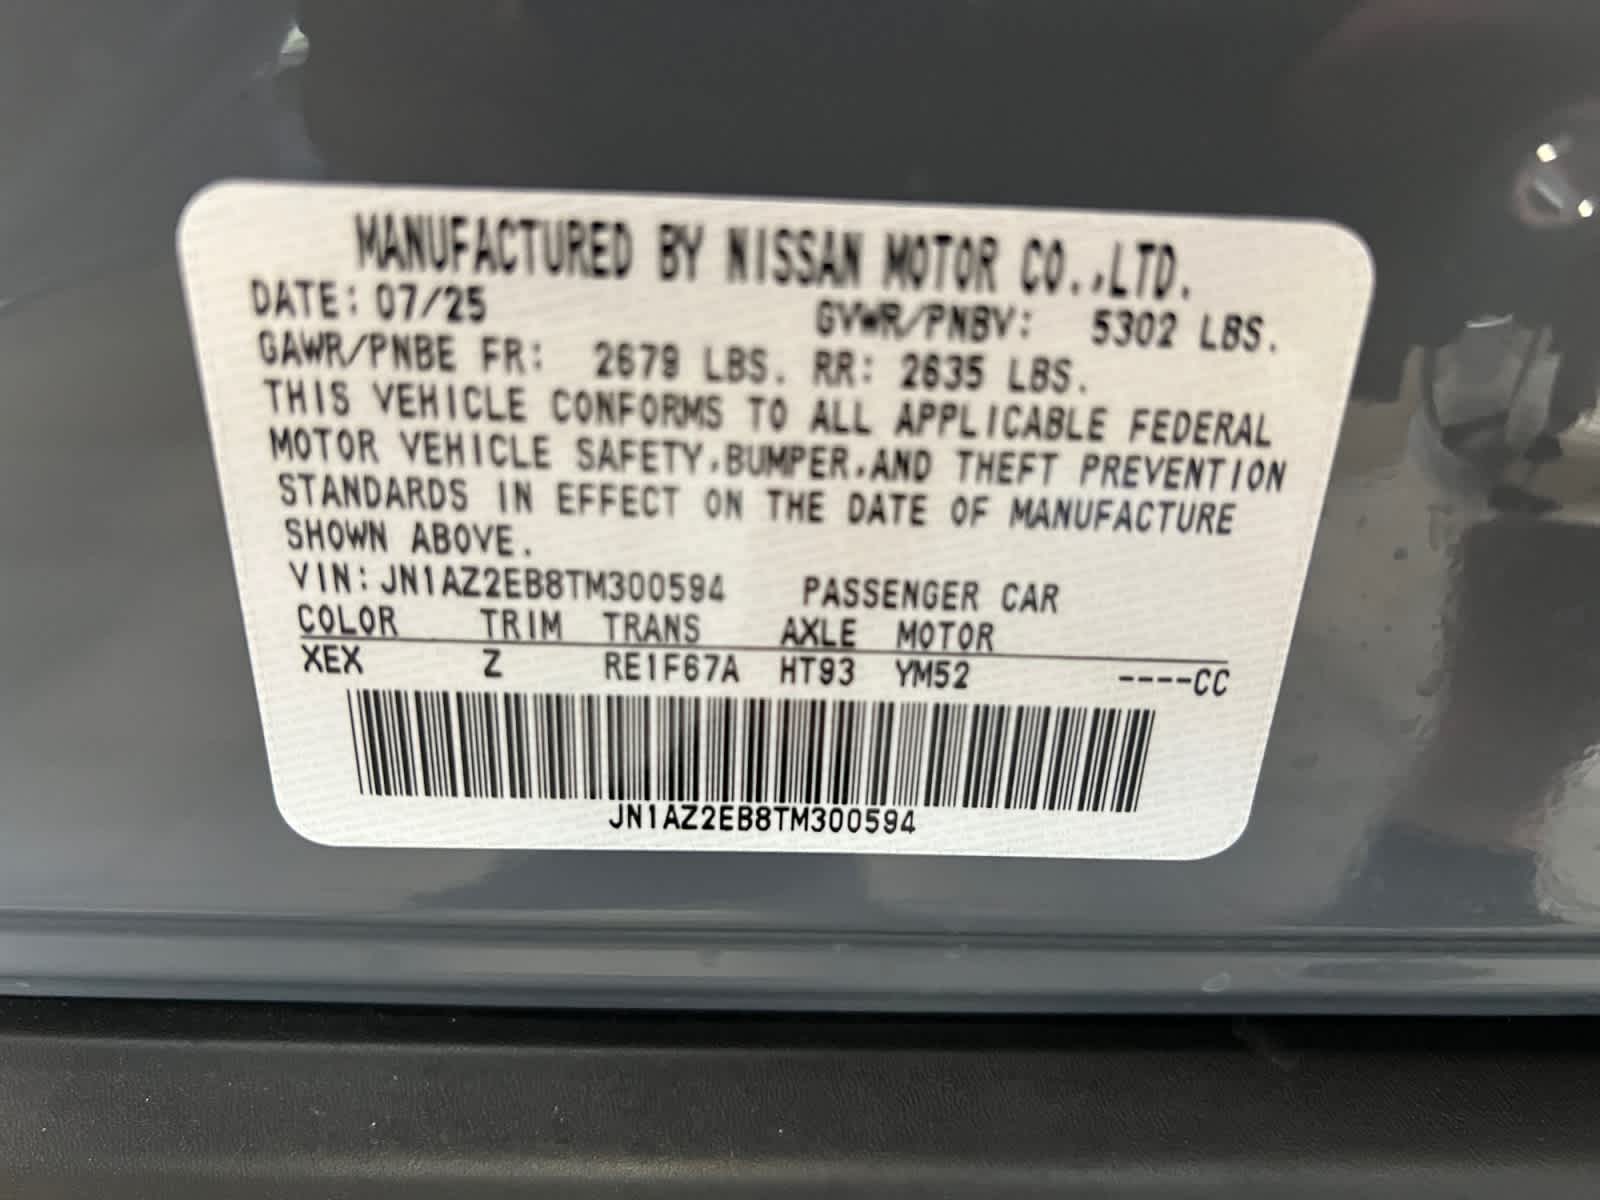 MANUFACTURED BY NISSAN MOTOR CO.,LTD.
DATE: 07/25 GVWR/PNBV: 5302 LBS.
GAWR/PNBE FR: 2679 LBS. RR: 2635 LBS.
THIS VEHICLE CONFORMS TO ALL APPLICABLE FEDERAL
MOTOR VEHICLE SAFETY,BUMPER,AND THEFT PREVENTION
STANDARDS IN EFFECT ON THE DATE OF MANUFACTURE
SHOWN ABOVE.
VIN: JN1AZ2EB8TM300594 PASSENGER CAR
COLOR TRIM TRANS AXLE MOTOR
XEX Z RE1F67A HT93 YM52 ----CC
JN1AZ2EB8TM300594